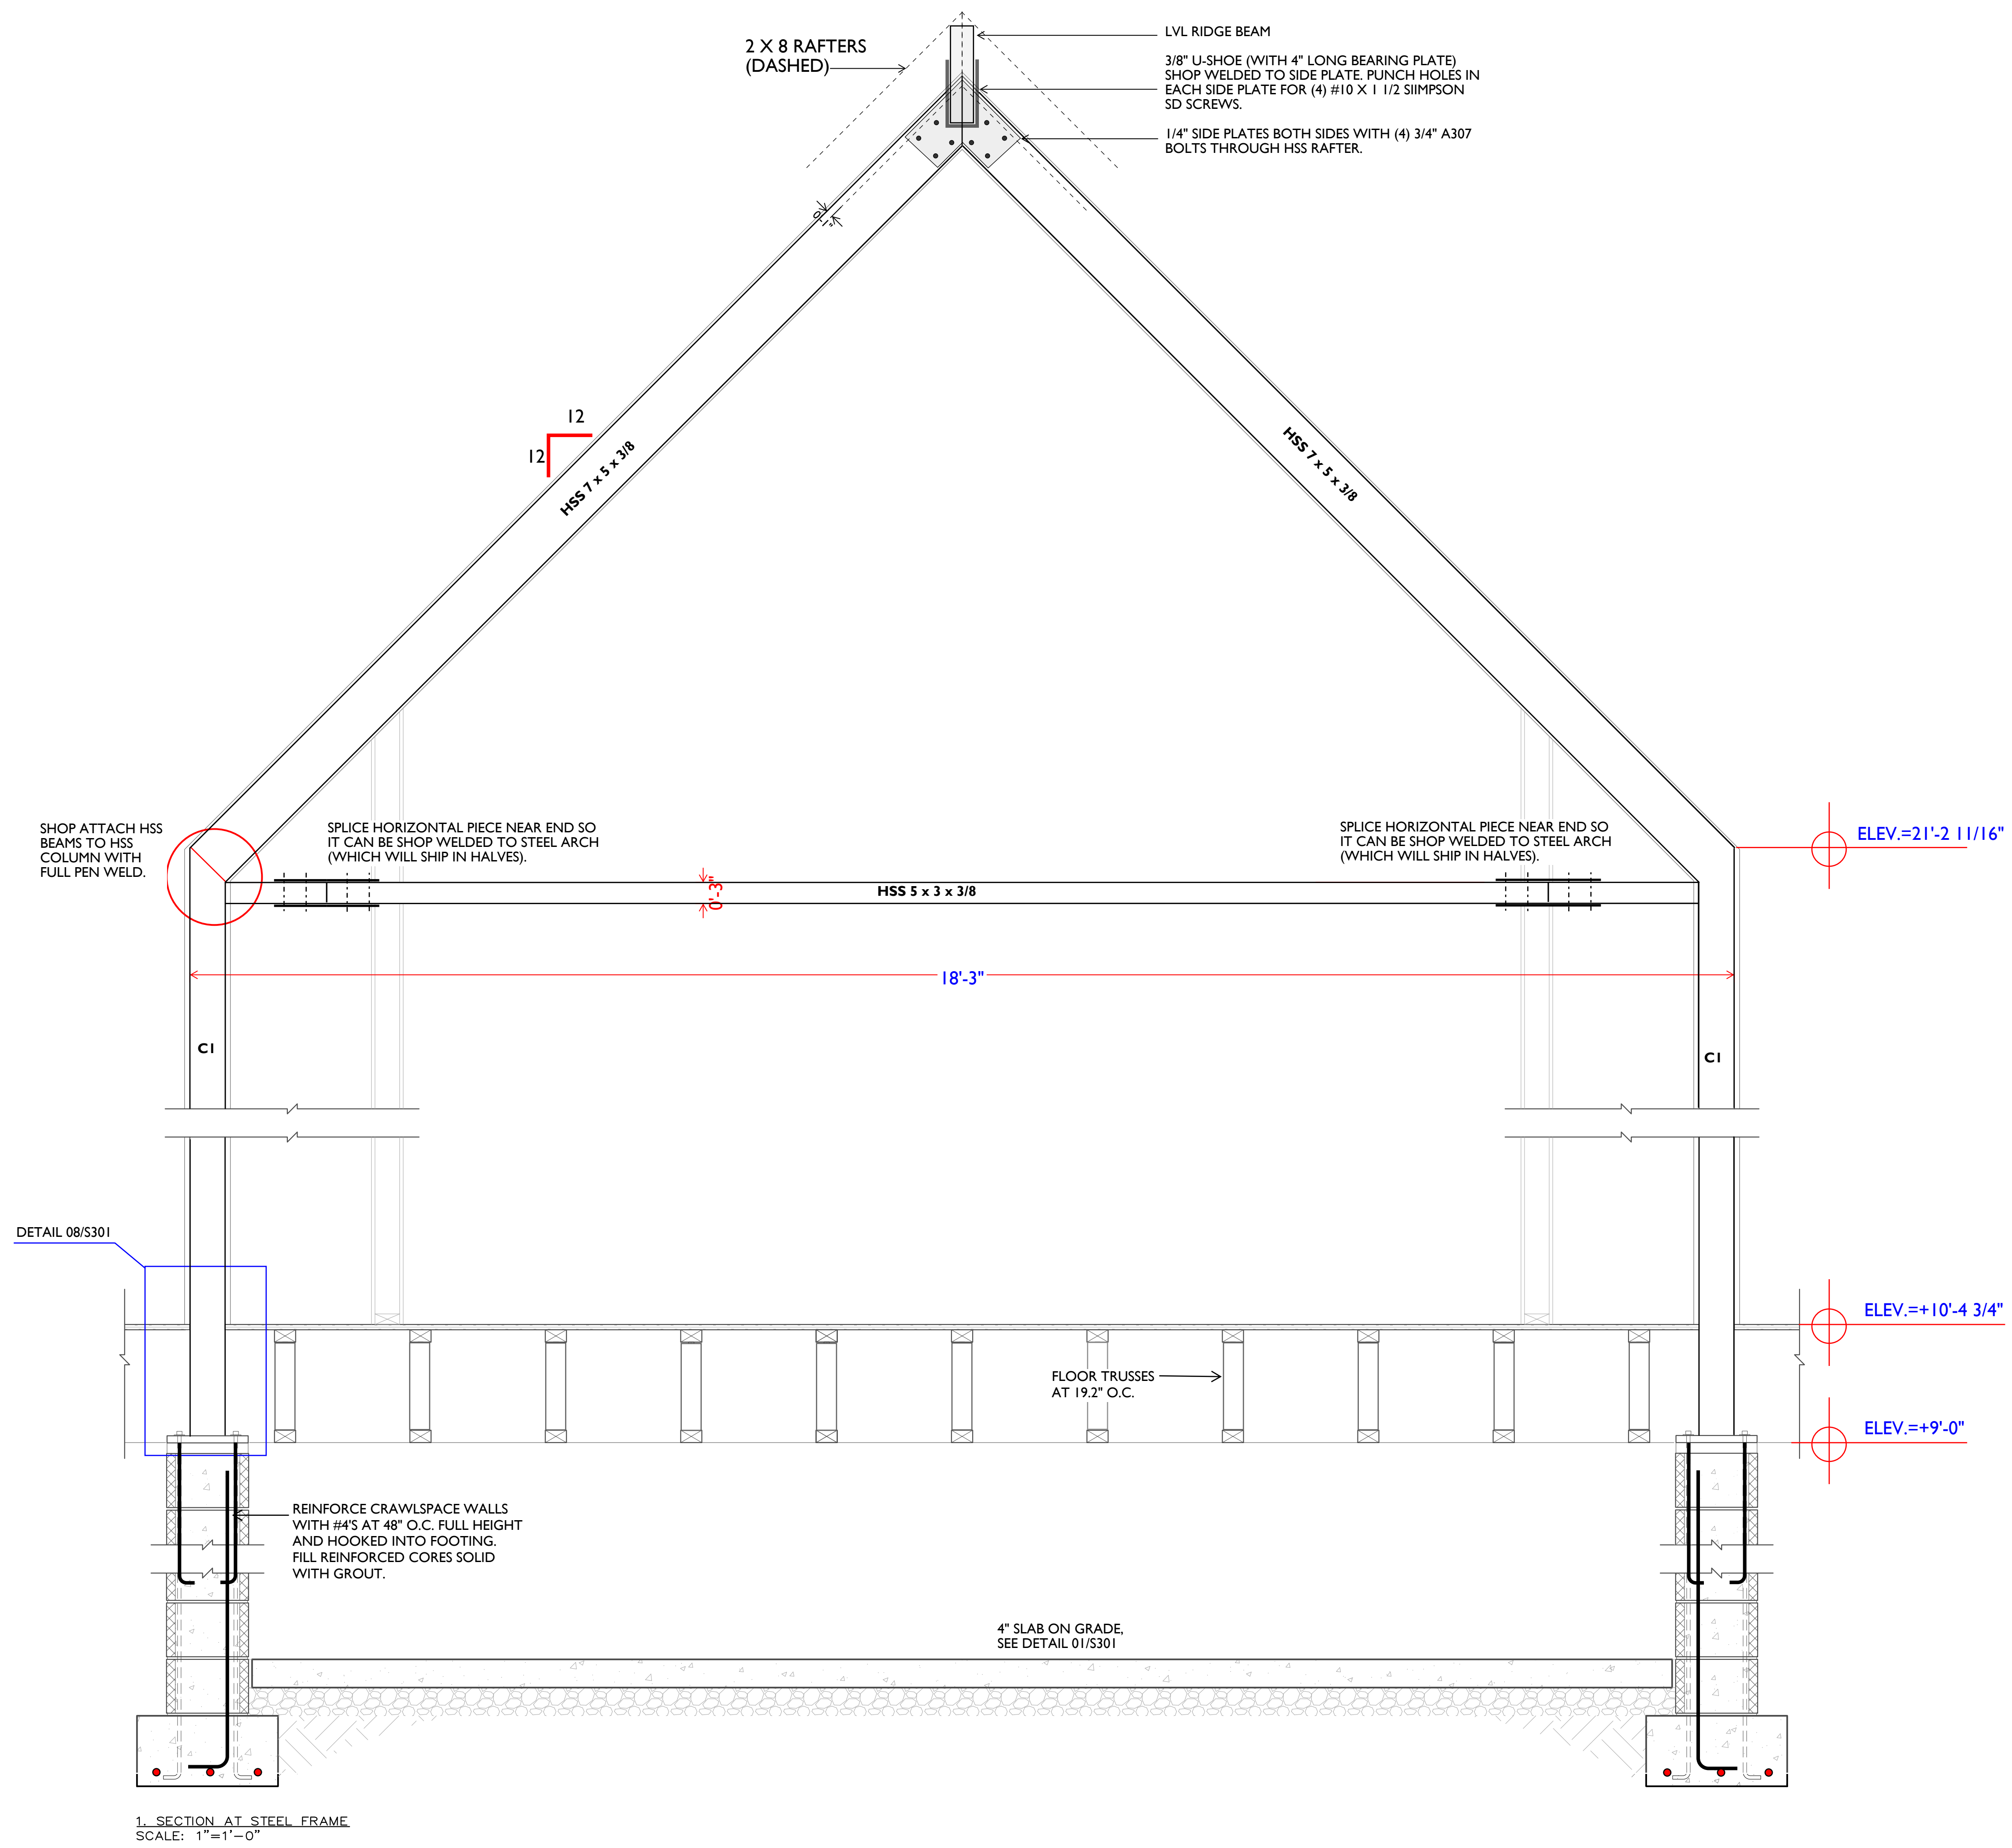 2 X 8 RAFTERS
(DASHED)
LVL RIDGE BEAM
3/8" U-SHOE (WITH 4" LONG BEARING PLATE)
SHOP WELDED TO SIDE PLATE. PUNCH HOLES IN
EACH SIDE PLATE FOR (4) #10 X 1 1/2 SIIMPSON
SD SCREWS.
1/4" SIDE PLATES BOTH SIDES WITH (4) 3/4" A307
BOLTS THROUGH HSS RAFTER.
0'-1"
12
12
HSS 7 x 5 x 3/8
HSS 7 x 5 x 3/8
SHOP ATTACH HSS
BEAMS TO HSS
COLUMN WITH
FULL PEN WELD.
SPLICE HORIZONTAL PIECE NEAR END SO
IT CAN BE SHOP WELDED TO STEEL ARCH
(WHICH WILL SHIP IN HALVES).
SPLICE HORIZONTAL PIECE NEAR END SO
IT CAN BE SHOP WELDED TO STEEL ARCH
(WHICH WILL SHIP IN HALVES).
ELEV.=21'-2 11/16"
0'-3"
HSS 5 x 3 x 3/8
18'-3"
C1
C1
DETAIL 08/S301
ELEV.=+10'-4 3/4"
FLOOR TRUSSES
AT 19.2" O.C.
ELEV.=+9'-0"
REINFORCE CRAWLSPACE WALLS
WITH #4'S AT 48" O.C. FULL HEIGHT
AND HOOKED INTO FOOTING.
FILL REINFORCED CORES SOLID
WITH GROUT.
4" SLAB ON GRADE,
SEE DETAIL 01/S301
1. SECTION AT STEEL FRAME
SCALE: 1"=1'-0"